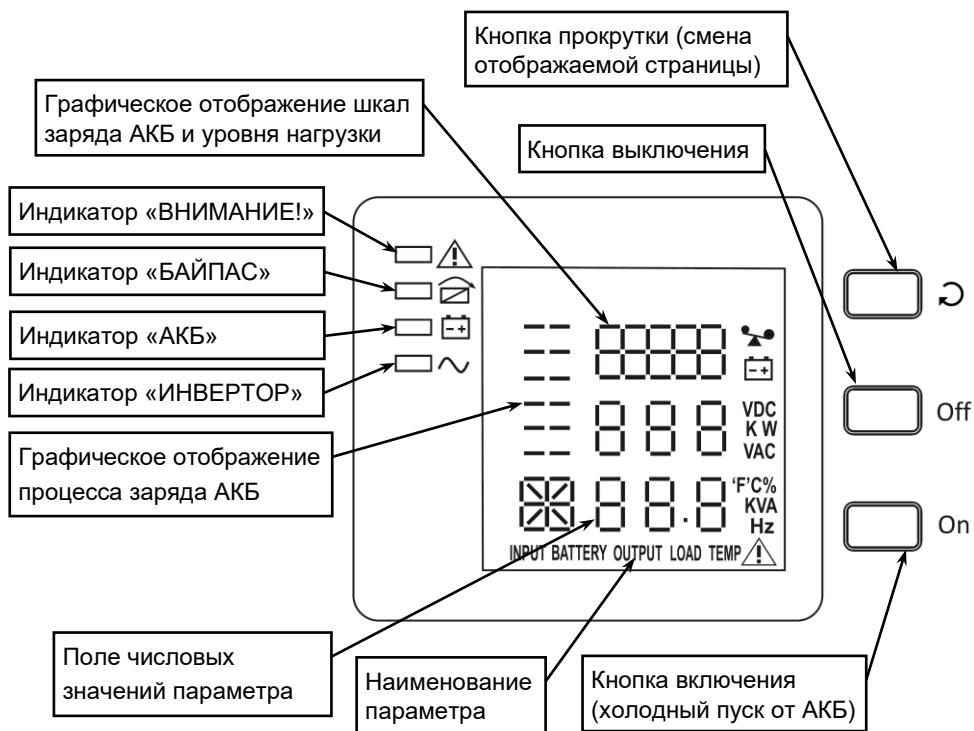 Кнопка прокрутки (смена
отображаемой страницы)
Графическое отображение шкал
заряда АКБ и уровня нагрузки
Кнопка выключения
Индикатор «ВНИМАНИЕ!»
Индикатор «БАЙПАС»
Индикатор «АКБ»
Индикатор «ИНВЕРТОР»
Графическое отображение
процесса заряда АКБ
VDC
K W
VAC
Off
'F'C%
KVA
Hz
On
INPUT BATTERY OUTPUT LOAD TEMP
Поле числовых
значений параметра
Наименование
параметра
Кнопка включения
(холодный пуск от АКБ)